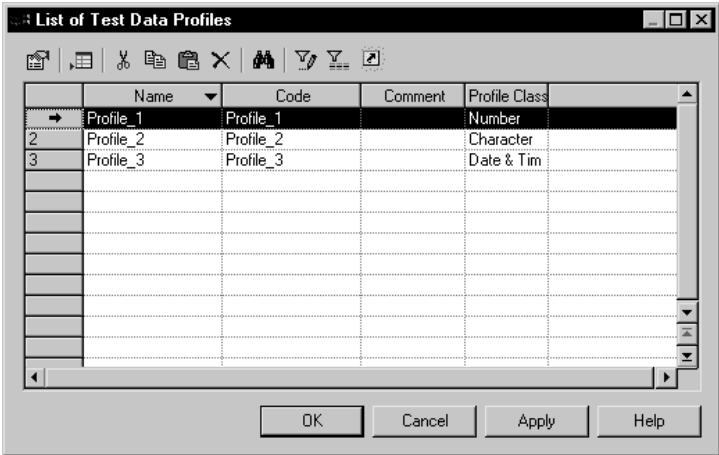 List of Test Data Profiles
Name Code Comment Profile Class
Profile_1 Profile_1 Number
2 Profile_2 Profile_2 Character
3 Profile_3 Profile_3 Date & Tim
OK Cancel Apply Help